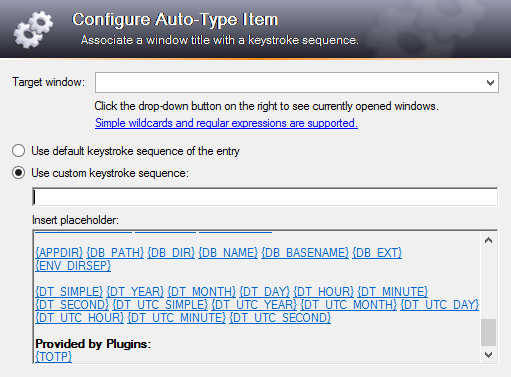 Configure Auto-Type Item
Associate a window title with a keystroke sequence.
Target window:
Click the drop-down button on the right to see currently opened windows.
Simple wildcards and regular expressions are supported.
Use default keystroke sequence of the entry
Use custom keystroke sequence:
Insert placeholder:
{APPDIR} {DB_PATH} {DB_DIR} {DB_NAME} {DB_BASENAME} {DB_EXT}
{ENV_DIRSEP}
{DT_SIMPLE} {DT_YEAR} {DT_MONTH} {DT_DAY} {DT_HOUR} {DT_MINUTE}
{DT_SECOND} {DT_UTC_SIMPLE} {DT_UTC_YEAR} {DT_UTC_MONTH} {DT_UTC_DAY}
{DT_UTC_HOUR} {DT_UTC_MINUTE} {DT_UTC_SECOND}
Provided by Plugins:
{TOTP}